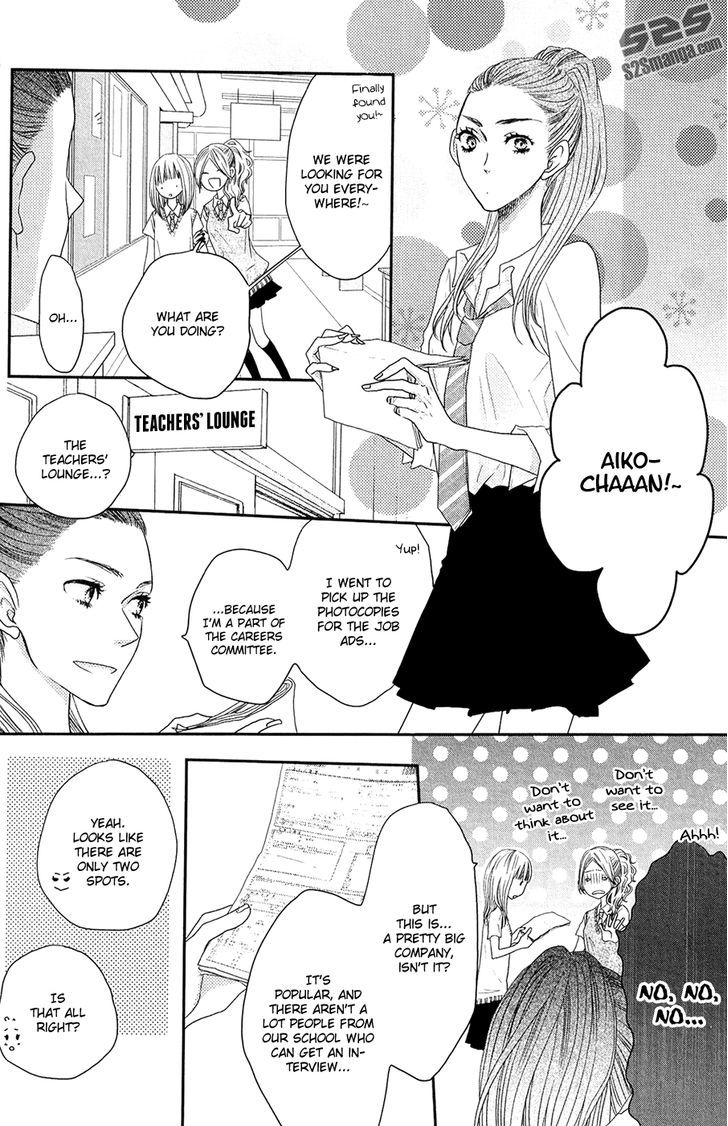 S2S
S2Smanga.com
AIKO-
CHAAAN!~
Finally
found
you!~
WE WERE
LOOKING FOR
YOU EVERY-
WHERE!~
OH...
WHAT ARE
YOU DOING?
TEACHERS' LOUNGE
THE
TEACHERS'
LOUNGE...?
Yup!
I WENT TO
PICK UP THE
PHOTOCOPIES
FOR THE JOB
ADS...
...BECAUSE
I'M A PART OF
THE CAREERS
COMMITTEE.
Ahhh!
Don't
want to
see it...
Don't
want to
think about
it...
NO, NO,
NO...
BUT
THIS IS...
A PRETTY BIG
COMPANY,
ISN'T IT?
IT'S
POPULAR, AND
THERE AREN'T A
LOT PEOPLE FROM
OUR SCHOOL WHO
CAN GET AN IN-
TERVIEW...
YEAH.
LOOKS LIKE
THERE ARE
ONLY TWO
SPOTS.
IS
THAT ALL
RIGHT?